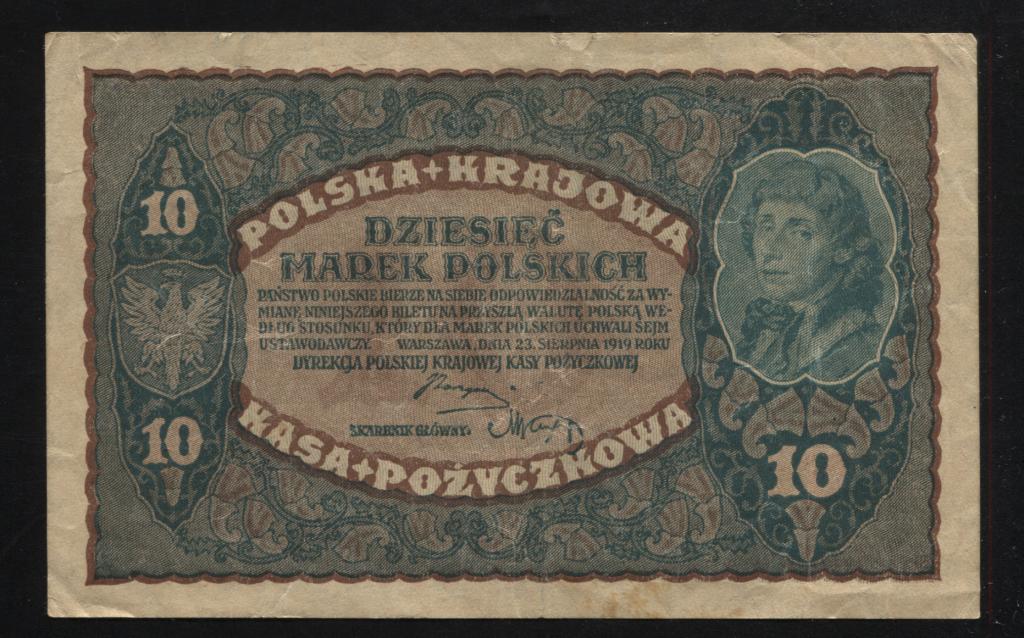 POLSKA + KRAJOWA
10
DZIESIĘĆ
MAREK POLSKICH
PAŃSTWO POLSKIE BIERZE NA SIEBIE ODPOWIEDZIALNOŚĆ ZA WY-
MIANĘ NINIEJSZEGO BILETU NA PRZYSZŁĄ WALUTĘ POLSKĄ WE-
DŁUG STOSUNKU, KTÓRY DLA MAREK POLSKICH UCHWALI SEJM
USTAWODAWCZY. WARSZAWA, DNIA 23. SIERPNIA 1919 ROKU
DYREKCJA POLSKIEJ KRAJOWEJ KASY POŻYCZKOWEJ
SKARBNIK GŁÓWNY:
10
10
KASA + POŻYCZKOWA